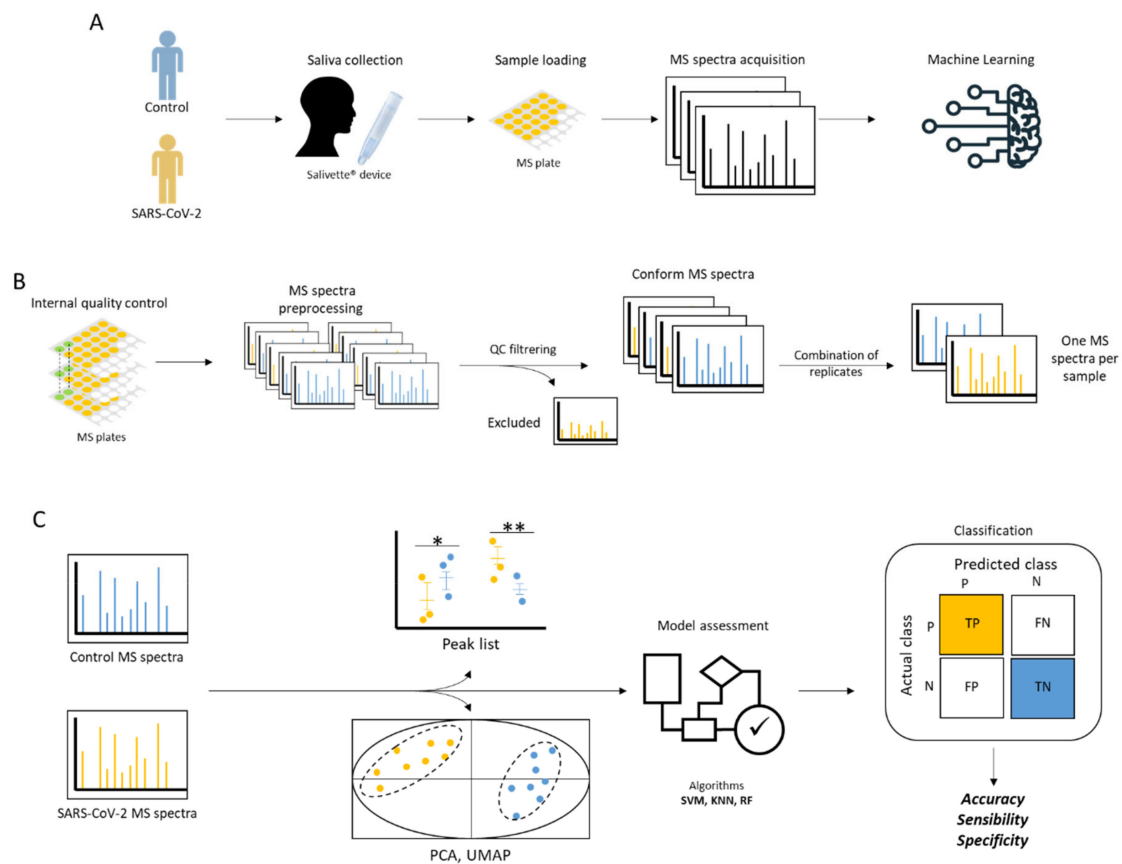 A
Control
SARS-CoV-2
Saliva collection
Salivette® device
Sample loading
MS plate
MS spectra acquisition
Machine Learning
B
Internal quality control
MS plates
MS spectra
preprocessing
QC filtrering
Excluded
Conform MS spectra
Combination of
replicates
One MS
spectra per
sample
C
Control MS spectra
SARS-CoV-2 MS spectra
*
**
Peak list
PCA, UMAP
Model assessment
Algorithms
SVM, KNN, RF
Classification
Predicted class
P
N
Actual class
P
TP
FN
N
FP
TN
Accuracy
Sensibility
Specificity